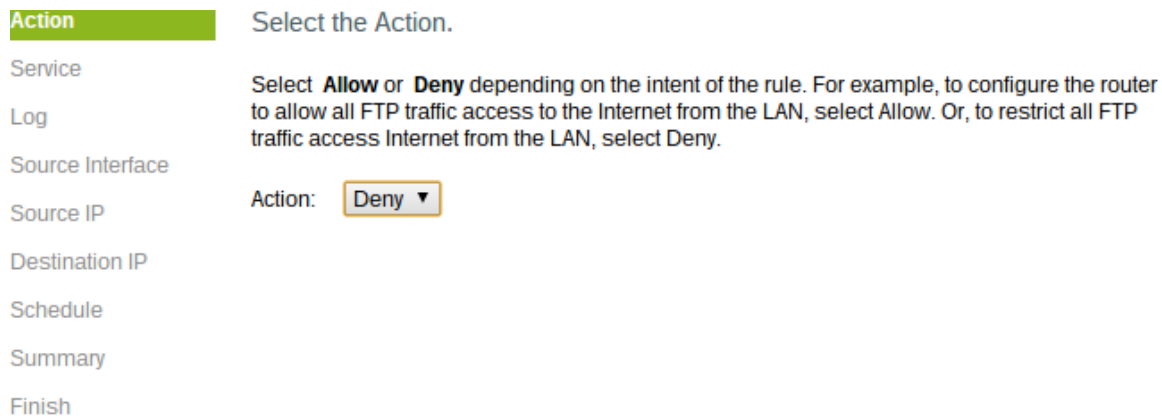 Action
Service
Log
Source Interface
Source IP
Destination IP
Schedule
Summary
Finish
Select the Action.
Select Allow or Deny depending on the intent of the rule. For example, to configure the router
to allow all FTP traffic access to the Internet from the LAN, select Allow. Or, to restrict all FTP
traffic access Internet from the LAN, select Deny.
Action: Deny ▼